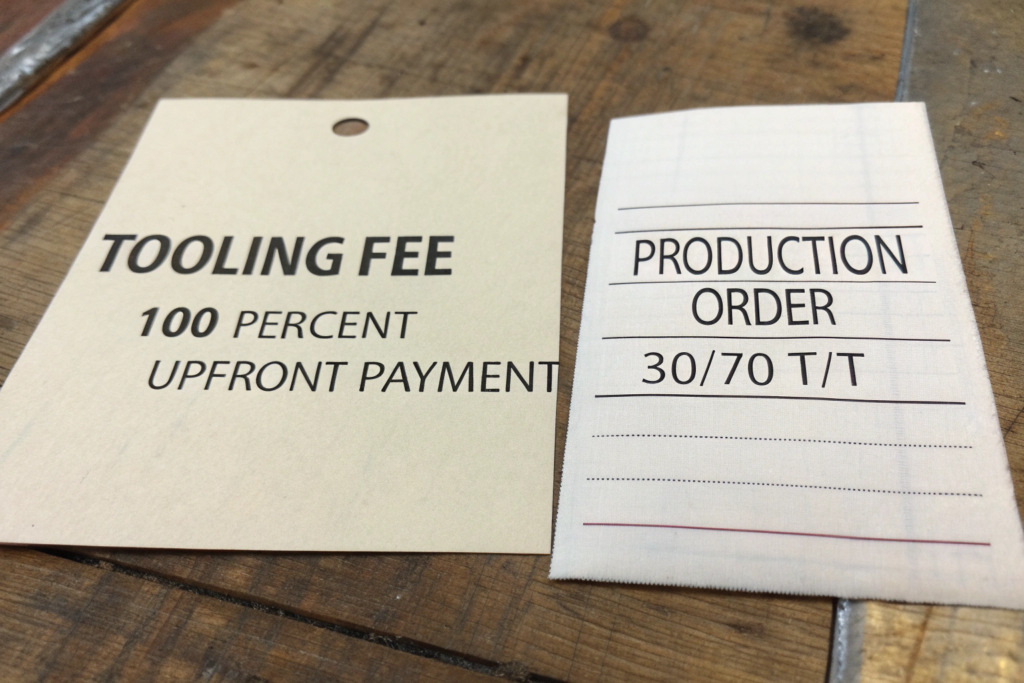 TOOLING FEE
100 PERCENT
UPFRONT PAYMENT
PRODUCTION
ORDER
30/70 T/T